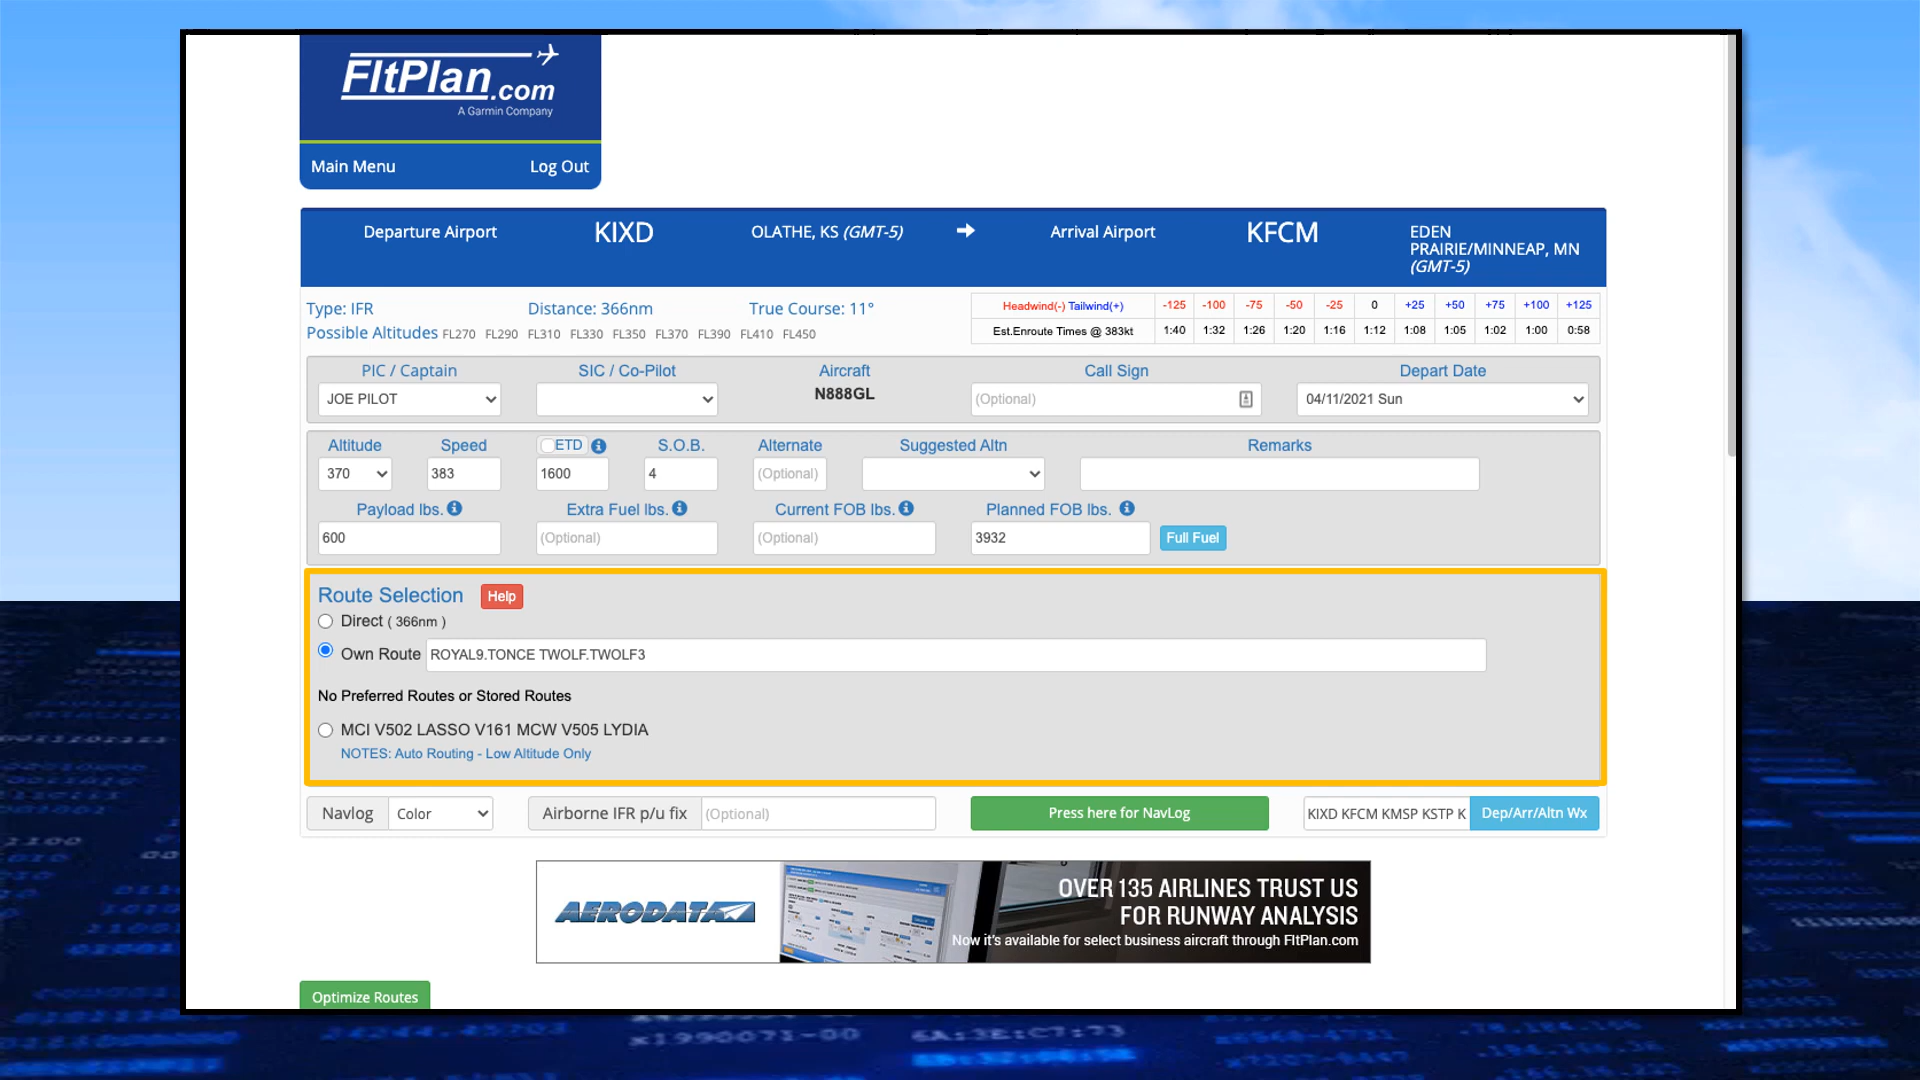 FltPlan.com
A Garmin Company
Main Menu Log Out
Departure Airport KIXD OLATHE, KS (GMT-5) Arrival Airport KFCM EDEN PRAIRIE/MINNEAP, MN (GMT-5)
Type: IFR Distance: 366nm True Course: 11°
Possible Altitudes FL270 FL290 FL310 FL330 FL350 FL370 FL390 FL410 FL450
Headwind(-) Tailwind(+) -125 -100 -75 -50 -25 0 +25 +50 +75 +100 +125
Est.Enroute Times @ 383kt 1:40 1:32 1:26 1:20 1:16 1:12 1:08 1:05 1:02 1:00 0:58
PIC / Captain SIC / Co-Pilot Aircraft Call Sign Depart Date
JOE PILOT N888GL (Optional) 04/11/2021 Sun
Altitude Speed ETD S.O.B. Alternate Suggested Altn Remarks
370 383 1600 4 (Optional)
Payload lbs. Extra Fuel lbs. Current FOB lbs. Planned FOB lbs.
600 (Optional) (Optional) 3932 Full Fuel
Route Selection Help
Direct ( 366nm )
Own Route ROYAL9.TONCE TWOLF.TWOLF3
No Preferred Routes or Stored Routes
MCI V502 LASSO V161 MCW V505 LYDIA
NOTES: Auto Routing - Low Altitude Only
Navlog Color Airborne IFR p/u fix (Optional) Press here for NavLog KIXD KFCM KMSP KSTP K Dep/Arr/Altn Wx
AERODATA
OVER 135 AIRLINES TRUST US
FOR RUNWAY ANALYSIS
Now it's available for select business aircraft through FltPlan.com
Optimize Routes